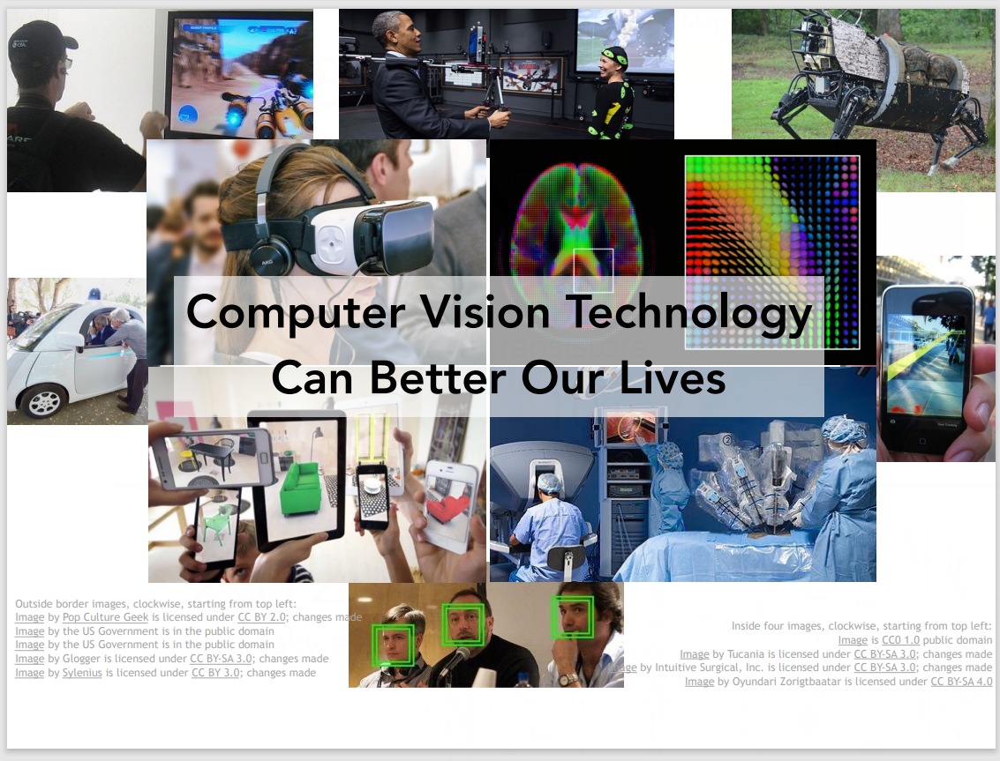 Computer Vision Technology
Can Better Our Lives
AKG
2
Outside border images, clockwise, starting from top left:
Image by Pop Culture Geek is licensed under CC BY 2.0; changes made
Image by the US Government is in the public domain
Image by the US Government is in the public domain
Image by Glogger is licensed under CC BY-SA 3.0; changes made
Image by Sylenius is licensed under CC BY 3.0; changes made
Inside four images, clockwise, starting from top left:
Image is CC0 1.0 public domain
Image by Tucania is licensed under CC BY-SA 3.0; changes made
Image by Intuitive Surgical, Inc. is licensed under CC BY-SA 3.0; changes made
Image by Oyundari Zorigtbaatar is licensed under CC BY-SA 4.0